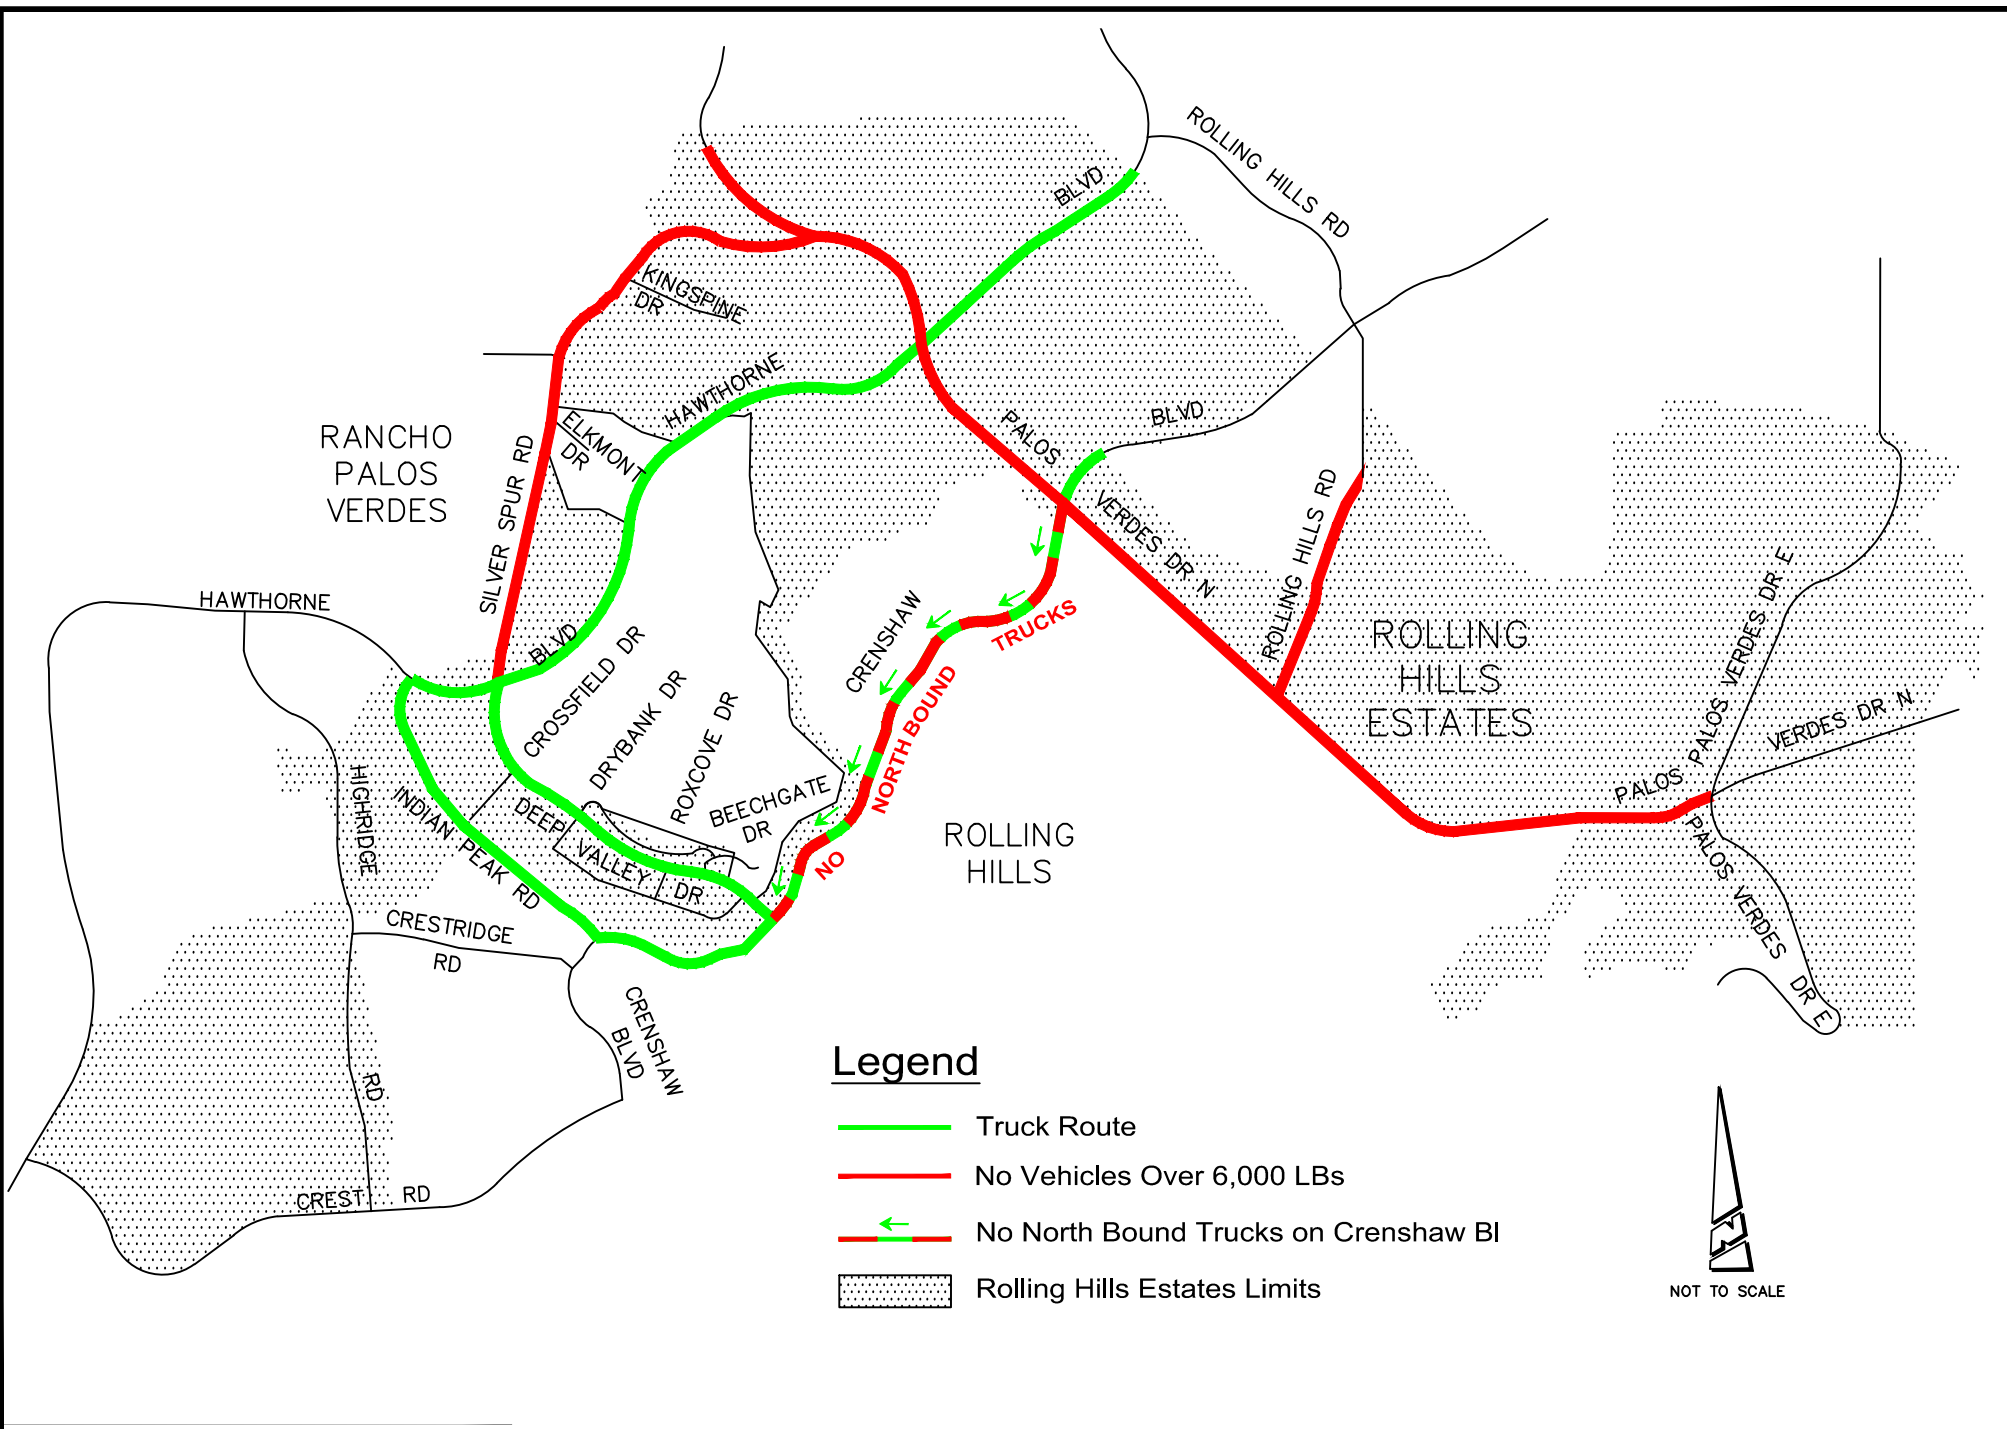 ROLLING HILLS RD
BLVD
KINGSPINE
DR
HAWTHORNE
BLVD
PALOS
VERDES DR N
RANCHO
PALOS
VERDES
ELKMONT
DR
SILVER SPUR RD
ROLLING HILLS RD
HAWTHORNE
BLVD
CROSSFIELD DR
DRYBANK DR
ROXCOVE DR
BEECHGATE
DR
CRENSHAW
TRUCKS
NORTH BOUND
NO
ROLLING
HILLS
ESTATES
PALOS VERDES DR E
PALOS
VERDES DR N
PALOS VERDES DR E
HIGHRIDGE
RD
INDIAN PEAK RD
DEEP
VALLEY
DR
ROLLING
HILLS
CRESTRIDGE
RD
CRENSHAW
BLVD
CREST RD
Legend
Truck Route
No Vehicles Over 6,000 LBs
No North Bound Trucks on Crenshaw Bl
Rolling Hills Estates Limits
N
NOT TO SCALE